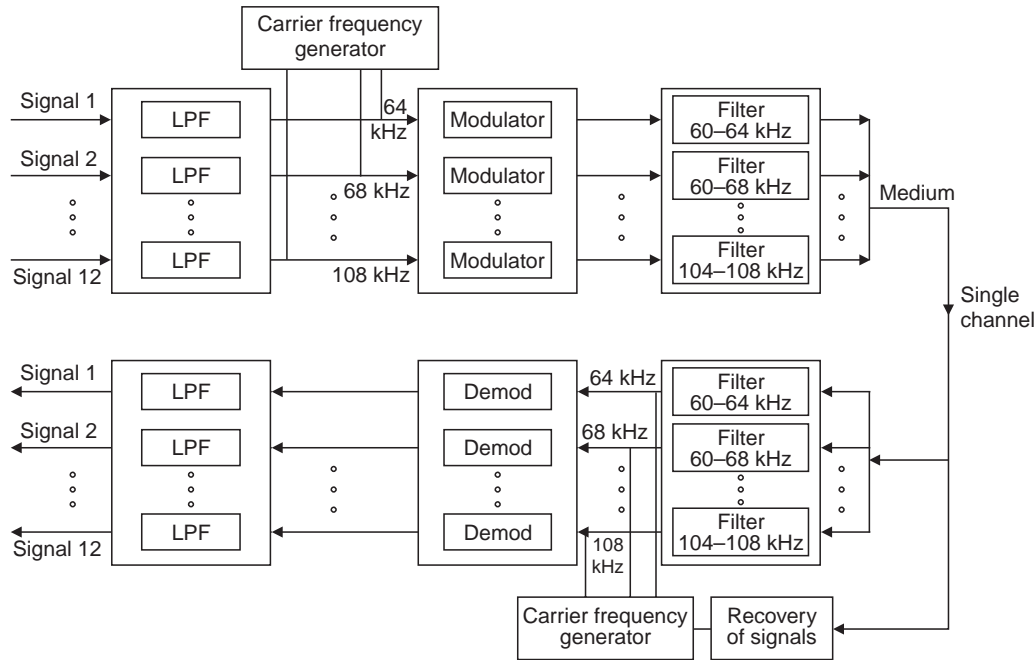 Carrier frequency
generator
Signal 1
LPF
64
kHz
Modulator
Filter
60–64 kHz
Signal 2
LPF
68 kHz
Modulator
Filter
60–68 kHz
Medium
Signal 12
LPF
108 kHz
Modulator
Filter
104–108 kHz
Single
channel
Signal 1
LPF
Demod
64 kHz
Filter
60–64 kHz
Signal 2
LPF
Demod
68 kHz
Filter
60–68 kHz
Signal 12
LPF
Demod
108
kHz
Filter
104–108 kHz
Carrier frequency
generator
Recovery
of signals